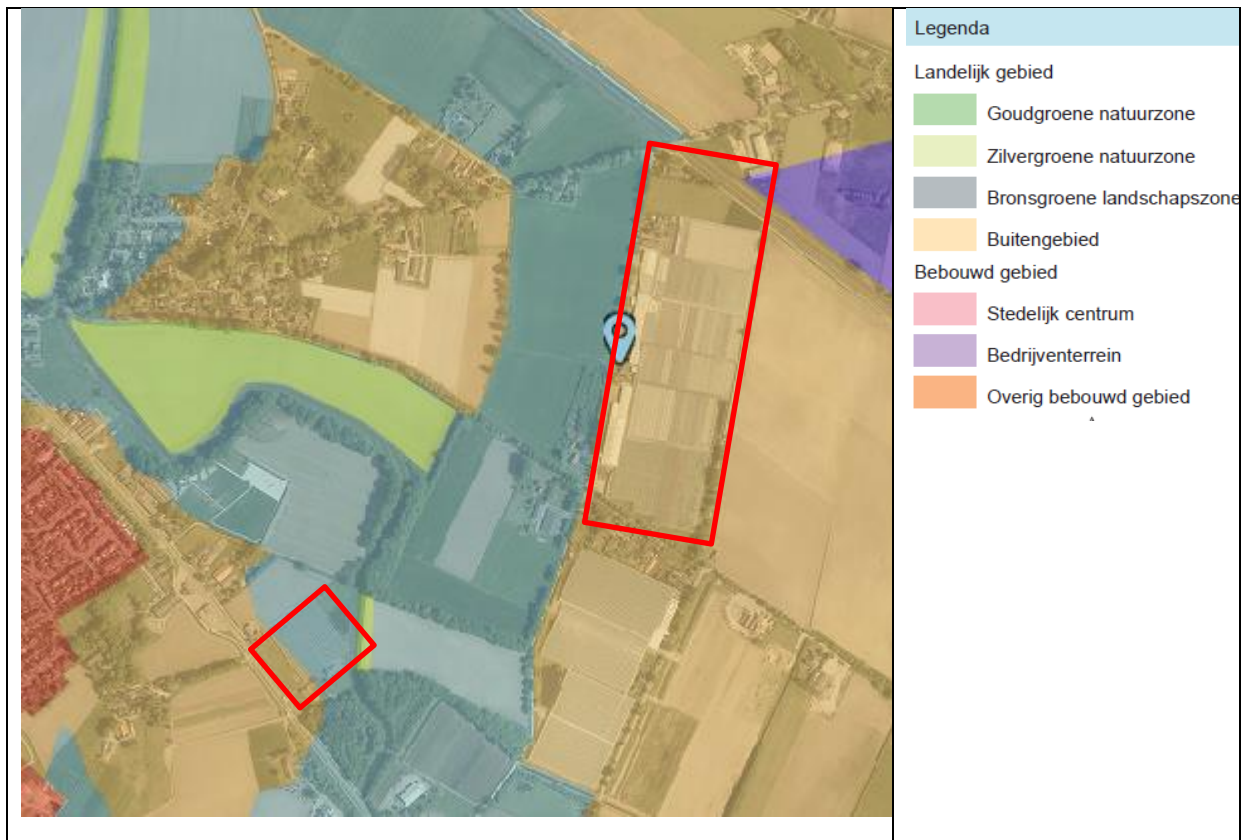 Legenda
Landelijk gebied
Goudgroene natuurzone
Zilvergroene natuurzone
Bronsgroene landschapszone
Buitengebied
Bebouwd gebied
Stedelijk centrum
Bedrijventerrein
Overig bebouwd gebied